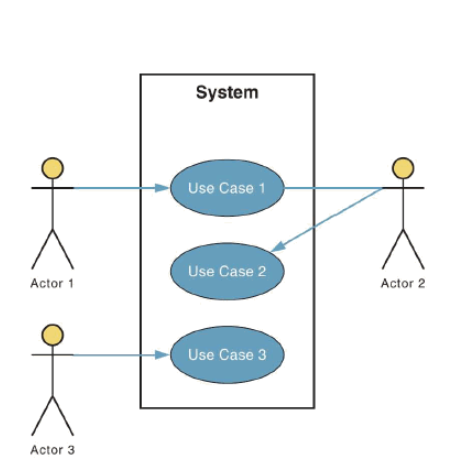 System
Use Case 1
Use Case 2
Actor 1
Actor 2
Use Case 3
Actor 3